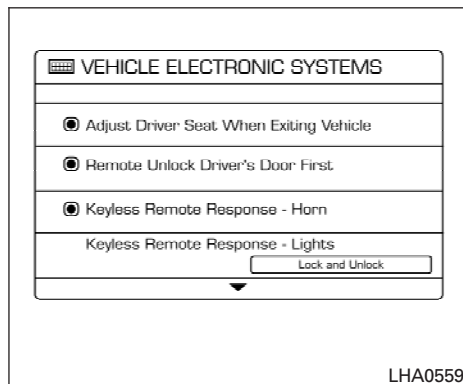 VEHICLE ELECTRONIC SYSTEMS
Adjust Driver Seat When Exiting Vehicle
Remote Unlock Driver's Door First
Keyless Remote Response - Horn
Keyless Remote Response - Lights
Lock and Unlock
LHA0559